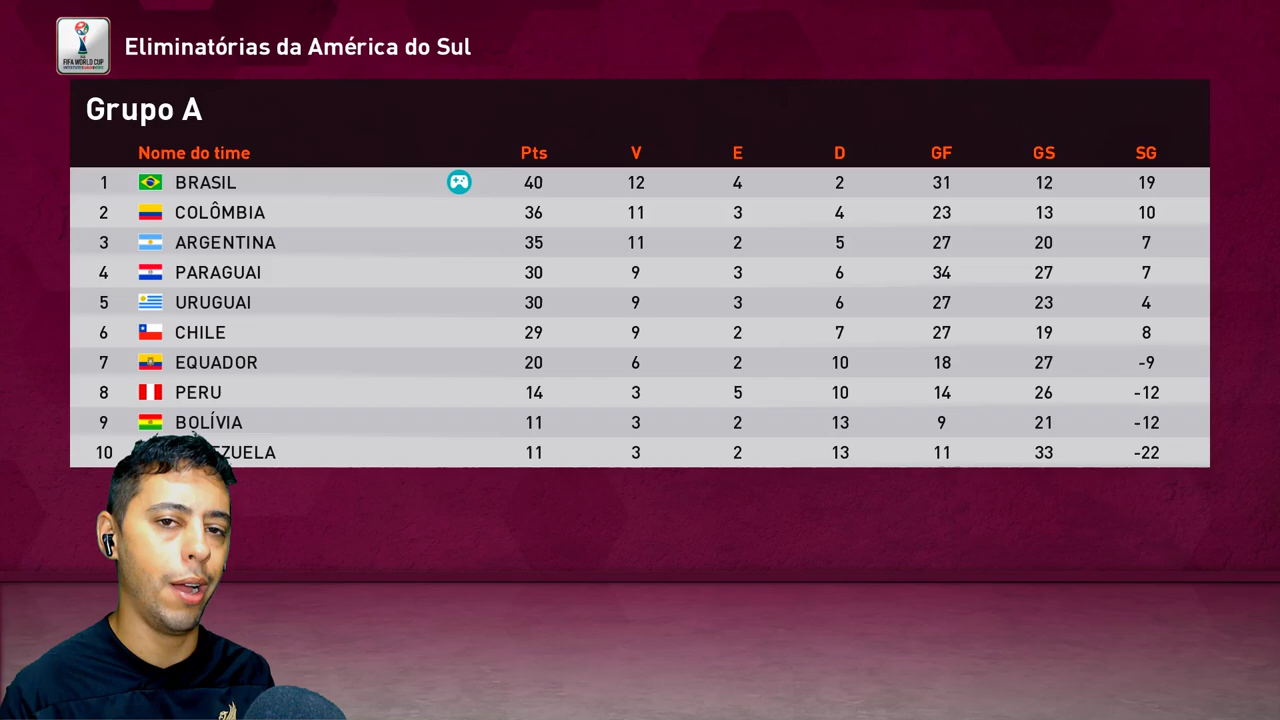 FIFA WORLD CUP
Eliminatórias da América do Sul
Grupo A
Nome do time Pts V E D GF GS SG
1 BRASIL 40 12 4 2 31 12 19
2 COLÔMBIA 36 11 3 4 23 13 10
3 ARGENTINA 35 11 2 5 27 20 7
4 PARAGUAI 30 9 3 6 34 27 7
5 URUGUAI 30 9 3 6 27 23 4
6 CHILE 29 9 2 7 27 19 8
7 EQUADOR 20 6 2 10 18 27 -9
8 PERU 14 3 5 10 14 26 -12
9 BOLÍVIA 11 3 2 13 9 21 -12
10 ZUELA 11 3 2 13 11 33 -22